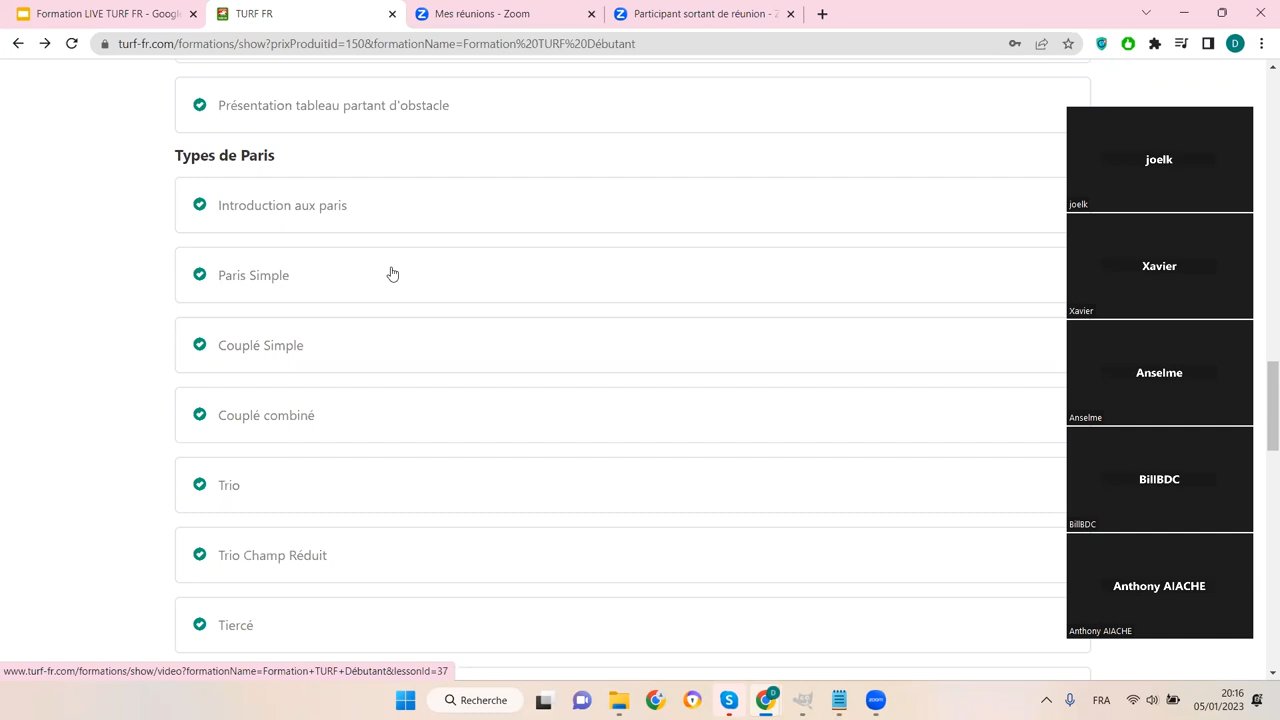 Formation LIVE TURF FR - Google
TURF FR
Mes réunions - Zoom
Participant sortant de réunion - Z
turf-fr.com/formations/show?prixProduitId=150&formationName=Formation%20TURF%20Débutant
D
Présentation tableau partant d'obstacle
Types de Paris
Introduction aux paris
Paris Simple
Couplé Simple
Couplé combiné
Trio
Trio Champ Réduit
Tiercé
joelk
joelk
Xavier
Xavier
Anselme
Anselme
BillBDC
BillBDC
Anthony AIACHE
Anthony AIACHE
www.turf-fr.com/formations/show/video?formationName=Formation+TURF+Débutant&lessonId=37
Recherche
D
zoom
FRA
20:16
05/01/2023